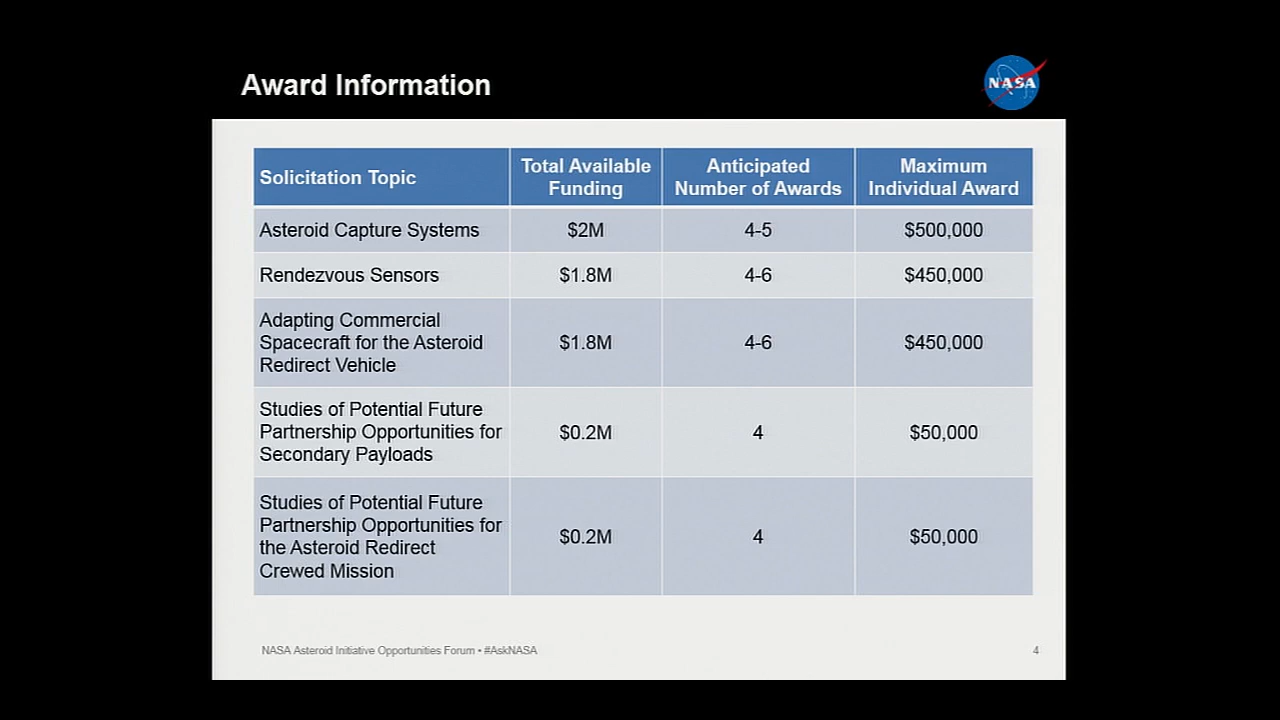 Award Information
NASA
Solicitation Topic
Total Available
Funding
Anticipated
Number of Awards
Maximum
Individual Award
Asteroid Capture Systems
$2M
4-5
$500,000
Rendezvous Sensors
$1.8M
4-6
$450,000
Adapting Commercial
Spacecraft for the Asteroid
Redirect Vehicle
$1.8M
4-6
$450,000
Studies of Potential Future
Partnership Opportunities for
Secondary Payloads
$0.2M
4
$50,000
Studies of Potential Future
Partnership Opportunities for
the Asteroid Redirect
Crewed Mission
$0.2M
4
$50,000
NASA Asteroid Initiative Opportunities Forum • #AskNASA
4